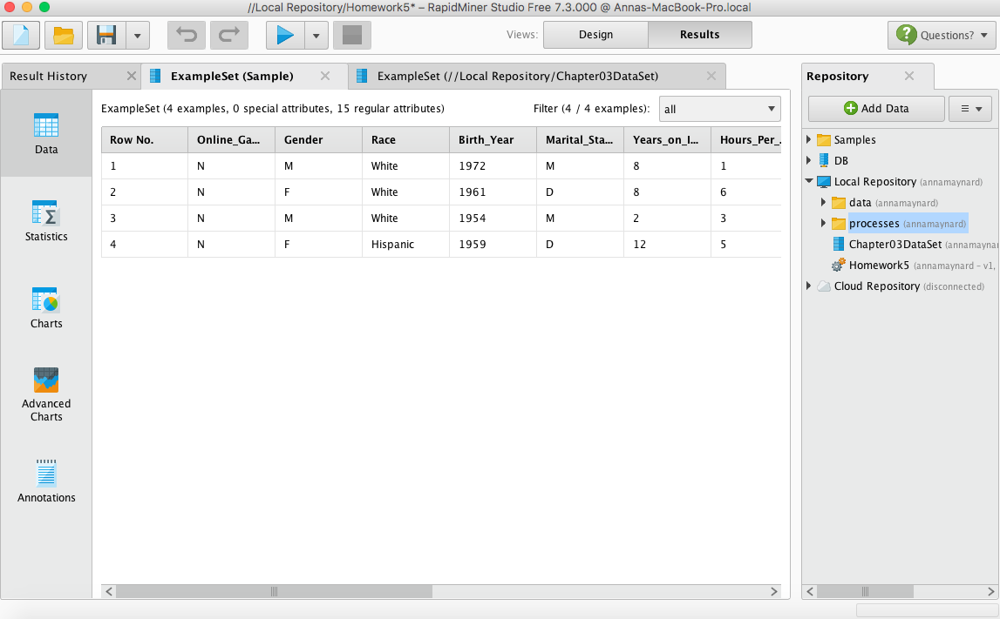 //Local Repository/Homework5* – RapidMiner Studio Free 7.3.000 @ Annas-MacBook-Pro.local
Views: Design Results Questions?
Result History ExampleSet (Sample) ExampleSet (//Local Repository/Chapter03DataSet)
Data
Statistics
Charts
Advanced
Charts
Annotations
ExampleSet (4 examples, 0 special attributes, 15 regular attributes) Filter (4 / 4 examples): all
Row No. Online_Ga... Gender Race Birth_Year Marital_Sta... Years_on_I... Hours_Per_...
1 N M White 1972 M 8 1
2 N F White 1961 D 8 6
3 N M White 1954 M 2 3
4 N F Hispanic 1959 D 12 5
Repository
Add Data
Samples
DB
Local Repository (annamaynard)
data (annamaynard)
processes (annamaynard)
Chapter03DataSet (annamaynar
Homework5 (annamaynard – v1,
Cloud Repository (disconnected)